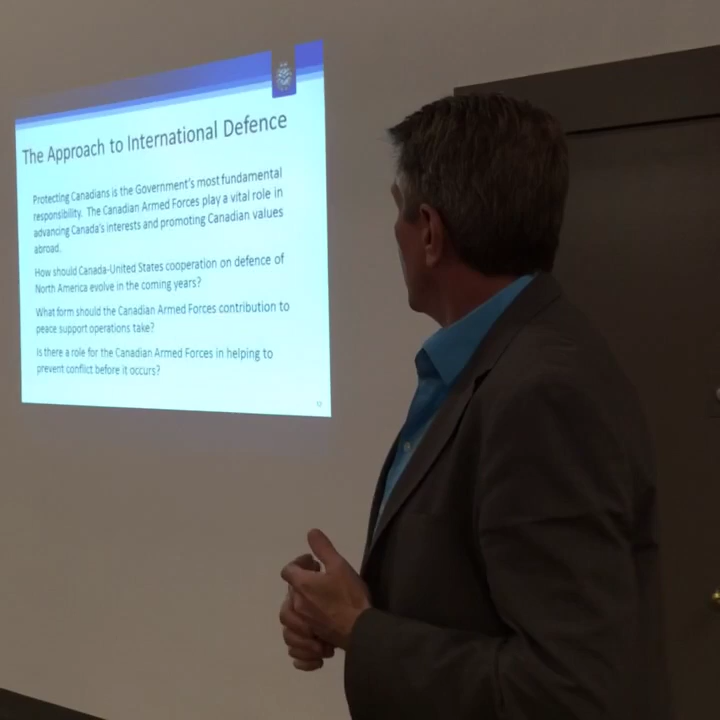 The Approach to International Defence
Protecting Canadians is the Government's most fundamental
responsibility. The Canadian Armed Forces play a vital role in
advancing Canada's interests and promoting Canadian values
abroad.
How should Canada-United States cooperation on defence of
North America evolve in the coming years?
What form should the Canadian Armed Forces contribution to
peace support operations take?
Is there a role for the Canadian Armed Forces in helping to
prevent conflict before it occurs?